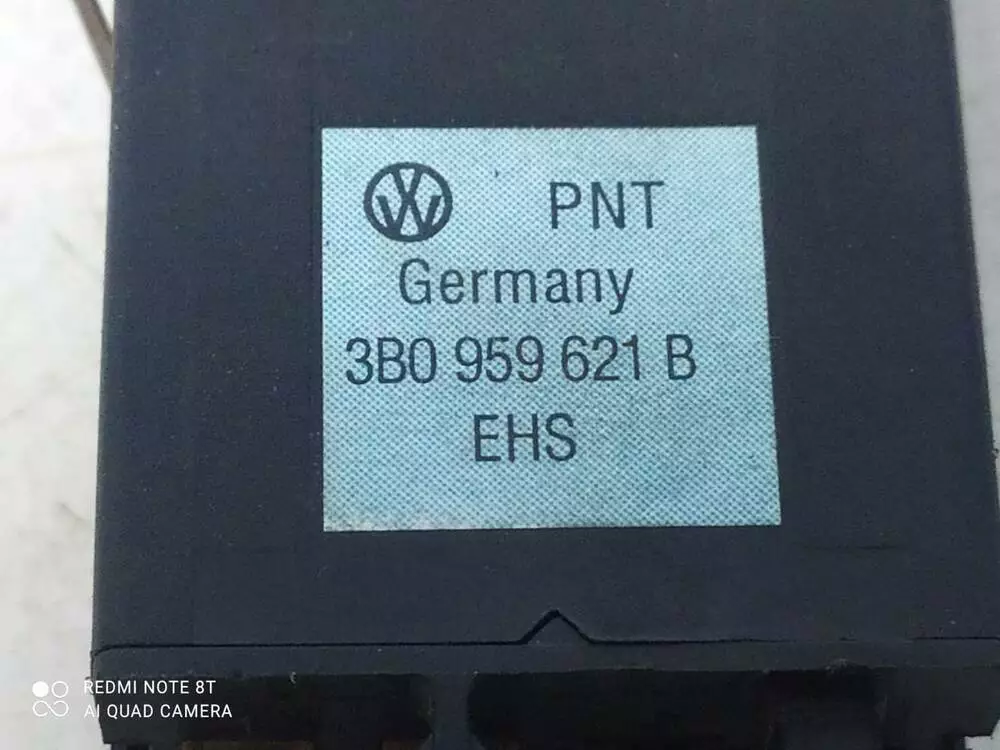 PNT
Germany
3B0 959 621 B
EHS
REDMI NOTE 8T
AI QUAD CAMERA